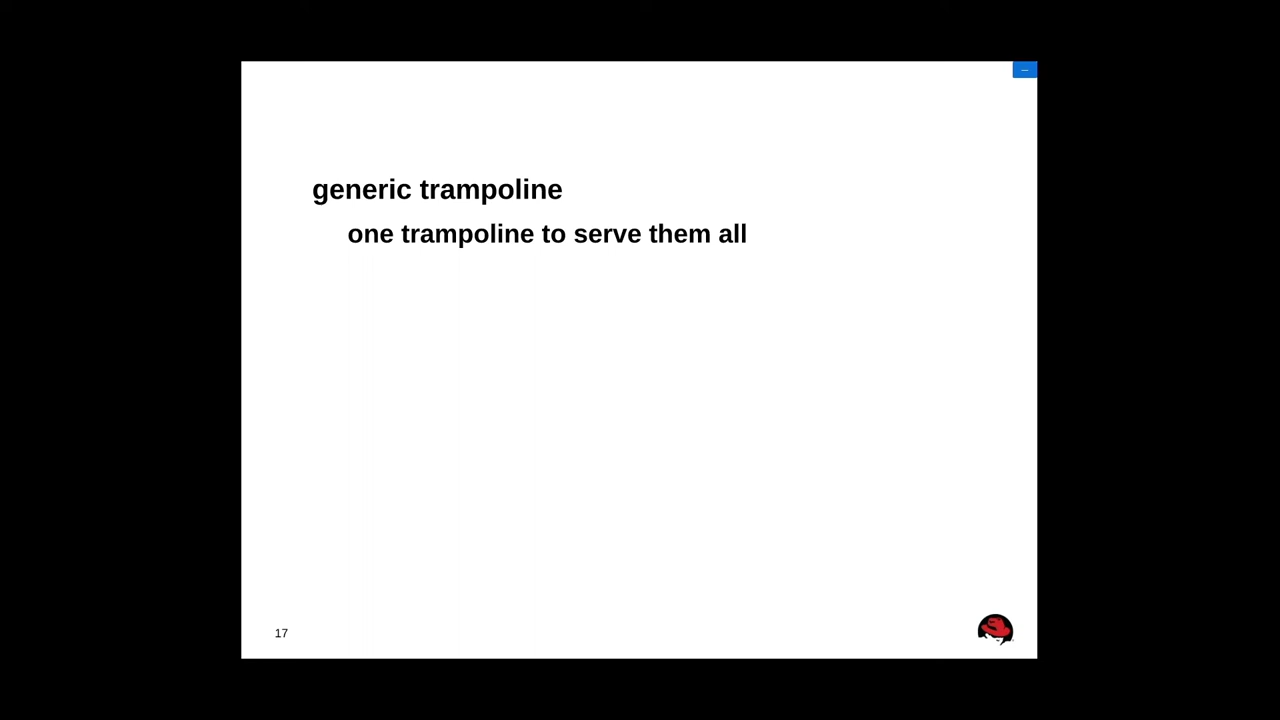 generic trampoline
one trampoline to serve them all
17